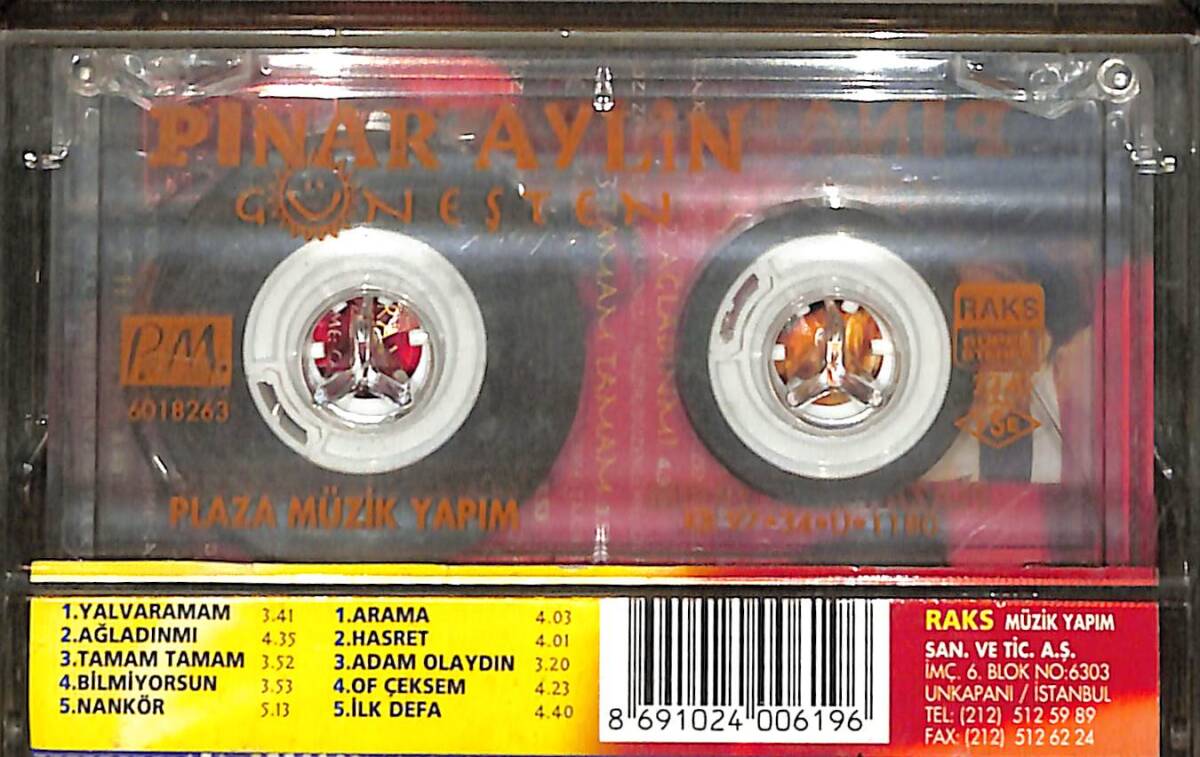 PINAR AYLİN
GÜNEŞTEN
P.M.
6018263
RAKS
TSE
PLAZA MÜZİK YAPIM
1.YALVARAMAM 3.41
2.AĞLADINMI 4.35
3.TAMAM TAMAM 3.52
4.BİLMİYORSUN 3.53
5.NANKÖR 5.13
1.ARAMA 4.03
2.HASRET 4.01
3.ADAM OLAYDIN 3.20
4.OF ÇEKSEM 4.23
5.İLK DEFA 4.40
8 691024 006196
RAKS MÜZİK YAPIM
SAN. VE TİC. A.Ş.
İMÇ. 6. BLOK NO:6303
UNKAPANI / İSTANBUL
TEL: (212) 512 59 89
FAX: (212) 512 62 24